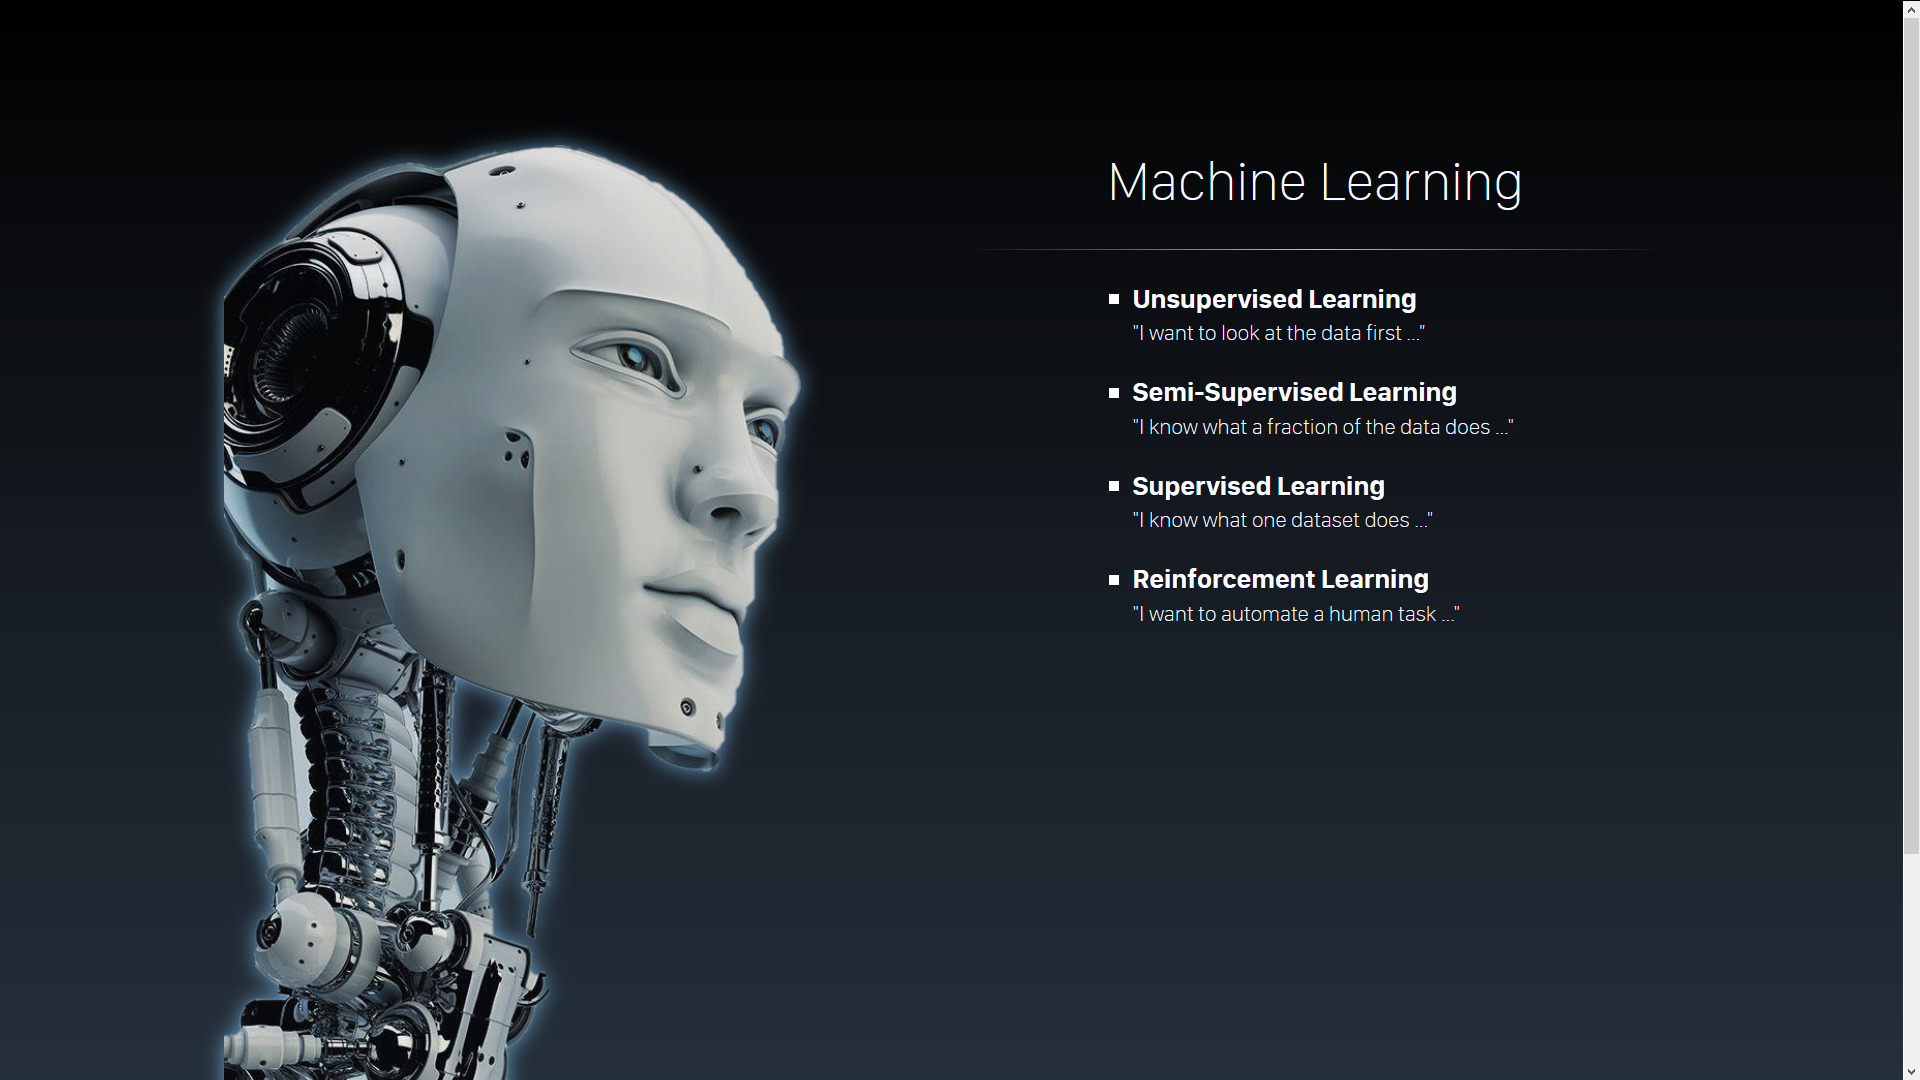 Machine Learning
Unsupervised Learning
"I want to look at the data first ..."
Semi-Supervised Learning
"I know what a fraction of the data does ..."
Supervised Learning
"I know what one dataset does ..."
Reinforcement Learning
"I want to automate a human task ..."